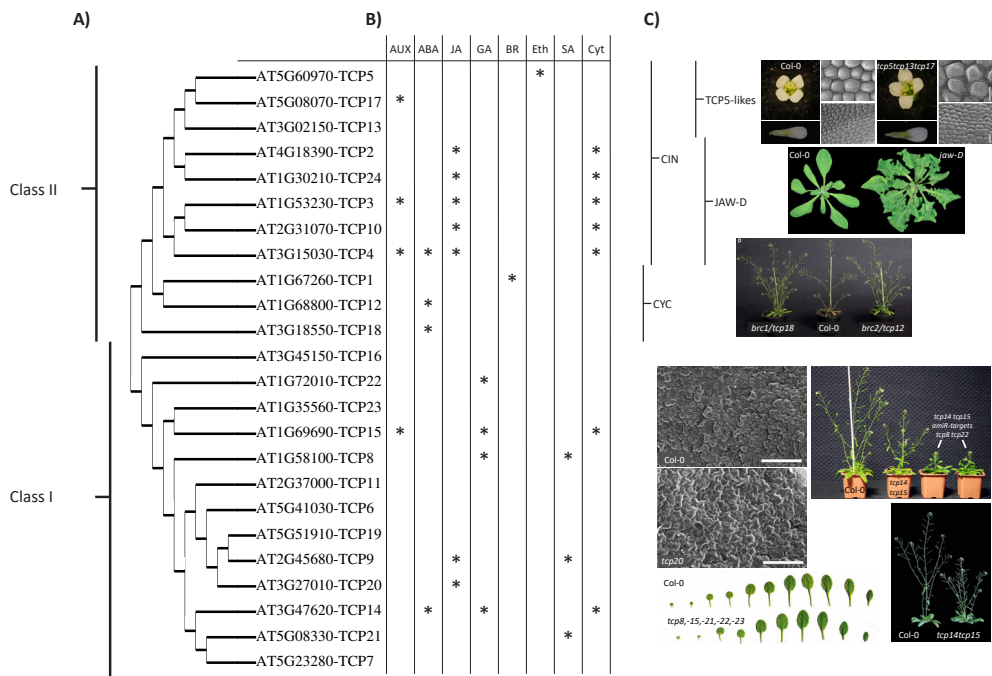 A)
B)
C)
AUX ABA JA GA BR Eth SA Cyt
AT5G60970-TCP5 *
AT5G08070-TCP17 *
AT3G02150-TCP13
AT4G18390-TCP2 * *
AT1G30210-TCP24 * *
AT1G53230-TCP3 * * *
AT2G31070-TCP10 * *
AT3G15030-TCP4 * * * *
AT1G67260-TCP1 *
AT1G68800-TCP12 *
AT3G18550-TCP18 *
AT3G45150-TCP16
AT1G72010-TCP22 *
AT1G35560-TCP23
AT1G69690-TCP15 * * *
AT1G58100-TCP8 * *
AT2G37000-TCP11
AT5G41030-TCP6
AT5G51910-TCP19
AT2G45680-TCP9 * *
AT3G27010-TCP20 *
AT3G47620-TCP14 * * *
AT5G08330-TCP21 *
AT5G23280-TCP7
Class II
Class I
TCP5-likes
CIN
JAW-D
CYC
Col-0
tcp5tcp13tcp17
Col-0
jaw-D
brc1/tcp18
Col-0
brc2/tcp12
Col-0
tcp20
tcp14 tcp15
amiR-targets
tcp8 tcp22
Col-0
tcp14
tcp15
Col-0
tcp8,-15,-21,-22,-23
Col-0
tcp14tcp15